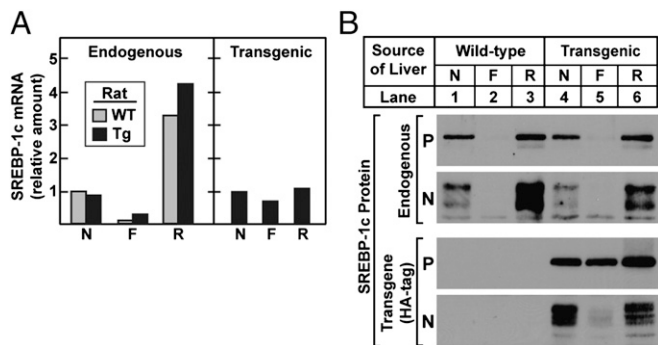 A
Endogenous
Transgenic
SREBP-1c mRNA
(relative amount)
5
4
3
2
1
Rat
WT
Tg
N F R N F R
B
Source of Liver
Wild-type
Transgenic
N F R N F R
Lane 1 2 3 4 5 6
SREBP-1c Protein
Endogenous
P
N
Transgene
(HA-tag)
P
N